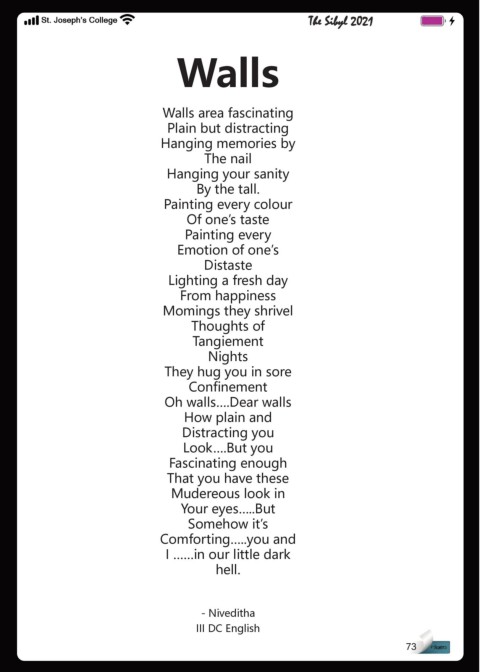 St. Joseph's College
The Sibyl 2021
Walls
Walls area fascinating
Plain but distracting
Hanging memories by
The nail
Hanging your sanity
By the tall.
Painting every colour
Of one's taste
Painting every
Emotion of one's
Distaste
Lighting a fresh day
From happiness
Momings they shrivel
Thoughts of
Tangiement
Nights
They hug you in sore
Confinement
Oh walls....Dear walls
How plain and
Distracting you
Look....But you
Fascinating enough
That you have these
Mudereous look in
Your eyes.....But
Somehow it's
Comforting.....you and
I ......in our little dark
hell.
- Niveditha
III DC English
73